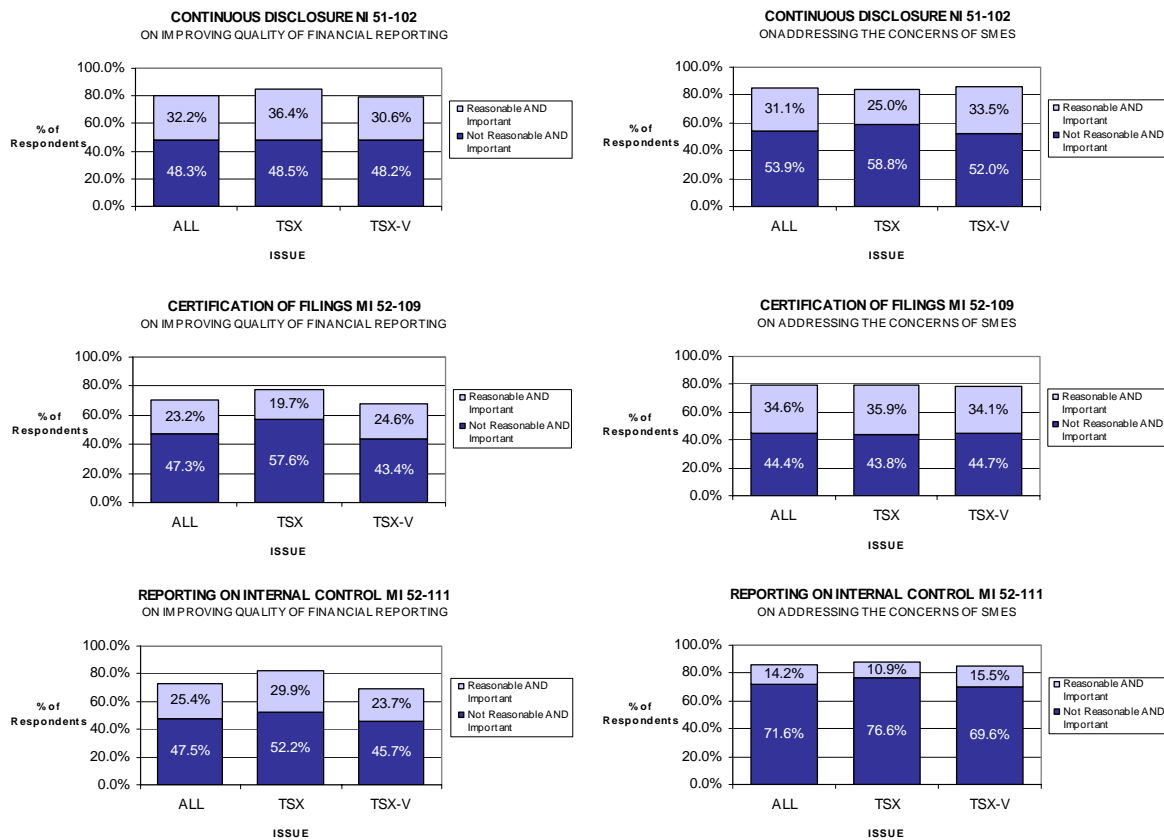 CONTINUOUS DISCLOSURE NI 51-102
ON IMPROVING QUALITY OF FINANCIAL REPORTING
100.0%
80.0%
60.0%
40.0%
20.0%
0.0%
% of
Respondents
32.2%
36.4%
30.6%
48.3%
48.5%
48.2%
ALL
TSX
TSX-V
ISSUE
Reasonable AND
Important
Not Reasonable AND
Important
CONTINUOUS DISCLOSURE NI 51-102
ON ADDRESSING THE CONCERNS OF SMES
100.0%
80.0%
60.0%
40.0%
20.0%
0.0%
% of
Respondents
31.1%
25.0%
33.5%
53.9%
58.8%
52.0%
ALL
TSX
TSX-V
ISSUE
Reasonable AND
Important
Not Reasonable AND
Important
CERTIFICATION OF FILINGS MI 52-109
ON IMPROVING QUALITY OF FINANCIAL REPORTING
100.0%
80.0%
60.0%
40.0%
20.0%
0.0%
% of
Respondents
23.2%
19.7%
24.6%
47.3%
57.6%
43.4%
ALL
TSX
TSX-V
ISSUE
Reasonable AND
Important
Not Reasonable AND
Important
CERTIFICATION OF FILINGS MI 52-109
ON ADDRESSING THE CONCERNS OF SMES
100.0%
80.0%
60.0%
40.0%
20.0%
0.0%
% of
Respondents
34.6%
35.9%
34.1%
44.4%
43.8%
44.7%
ALL
TSX
TSX-V
ISSUE
Reasonable AND
Important
Not Reasonable AND
Important
REPORTING ON INTERNAL CONTROL MI 52-111
ON IMPROVING QUALITY OF FINANCIAL REPORTING
100.0%
80.0%
60.0%
40.0%
20.0%
0.0%
% of
Respondents
25.4%
29.9%
23.7%
47.5%
52.2%
45.7%
ALL
TSX
TSX-V
ISSUE
Reasonable AND
Important
Not Reasonable AND
Important
REPORTING ON INTERNAL CONTROL MI 52-111
ON ADDRESSING THE CONCERNS OF SMES
100.0%
80.0%
60.0%
40.0%
20.0%
0.0%
% of
Respondents
14.2%
10.9%
15.5%
71.6%
76.6%
69.6%
ALL
TSX
TSX-V
ISSUE
Reasonable AND
Important
Not Reasonable AND
Important